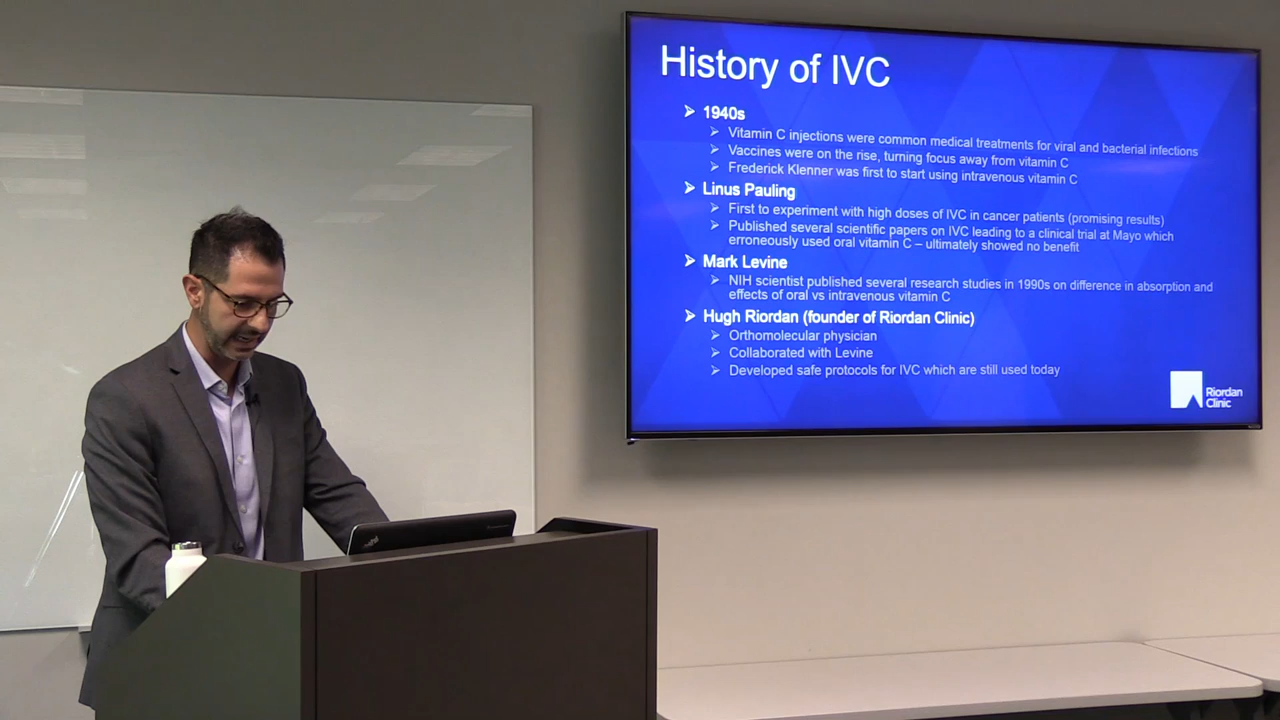 History of IVC
➢ 1940s
➢ Vitamin C injections were common medical treatments for viral and bacterial infections
➢ Vaccines were on the rise, turning focus away from vitamin C
➢ Frederick Klenner was first to start using intravenous vitamin C
➢ Linus Pauling
➢ First to experiment with high doses of IVC in cancer patients (promising results)
➢ Published several scientific papers on IVC leading to a clinical trial at Mayo which
erroneously used oral vitamin C – ultimately showed no benefit
➢ Mark Levine
➢ NIH scientist published several research studies in 1990s on difference in absorption and
effects of oral vs intravenous vitamin C
➢ Hugh Riordan (founder of Riordan Clinic)
➢ Orthomolecular physician
➢ Collaborated with Levine
➢ Developed safe protocols for IVC which are still used today
Riordan
Clinic